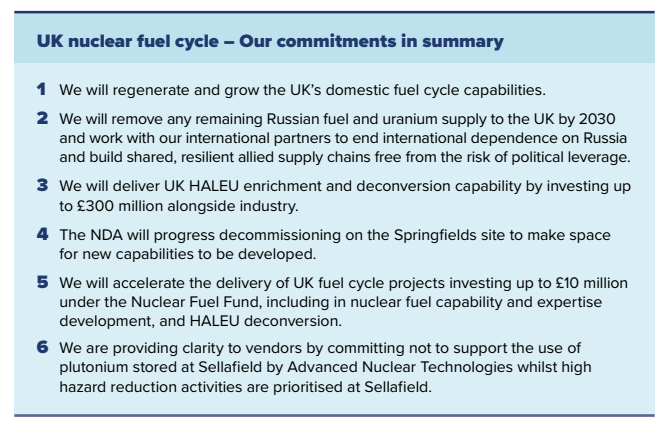 UK nuclear fuel cycle – Our commitments in summary
1 We will regenerate and grow the UK's domestic fuel cycle capabilities.
2 We will remove any remaining Russian fuel and uranium supply to the UK by 2030
and work with our international partners to end international dependence on Russia
and build shared, resilient allied supply chains free from the risk of political leverage.
3 We will deliver UK HALEU enrichment and deconversion capability by investing up
to £300 million alongside industry.
4 The NDA will progress decommissioning on the Springfields site to make space
for new capabilities to be developed.
5 We will accelerate the delivery of UK fuel cycle projects investing up to £10 million
under the Nuclear Fuel Fund, including in nuclear fuel capability and expertise
development, and HALEU deconversion.
6 We are providing clarity to vendors by committing not to support the use of
plutonium stored at Sellafield by Advanced Nuclear Technologies whilst high
hazard reduction activities are prioritised at Sellafield.